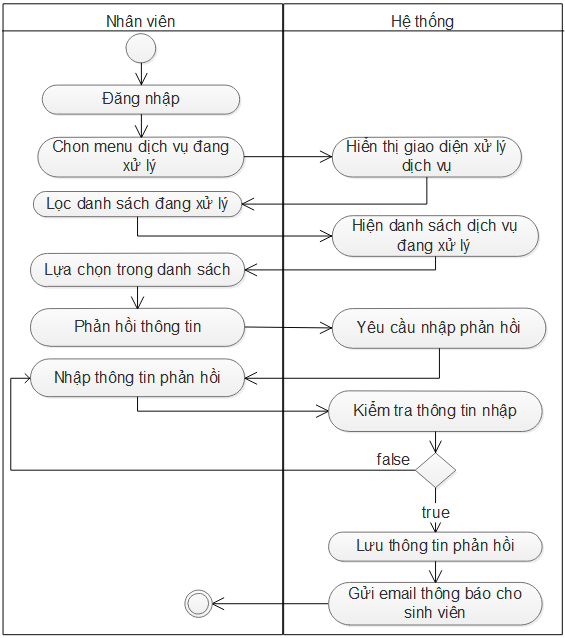 Nhân viên
Hệ thống
Đăng nhập
Chon menu dịch vụ đang
xử lý
Hiển thị giao diện xử lý
dịch vụ
Lọc danh sách đang xử lý
Hiện danh sách dịch vụ
đang xử lý
Lựa chọn trong danh sách
Phản hồi thông tin
Yêu cầu nhập phản hồi
Nhập thông tin phản hồi
Kiểm tra thông tin nhập
false
true
Lưu thông tin phản hồi
Gửi email thông báo cho
sinh viên